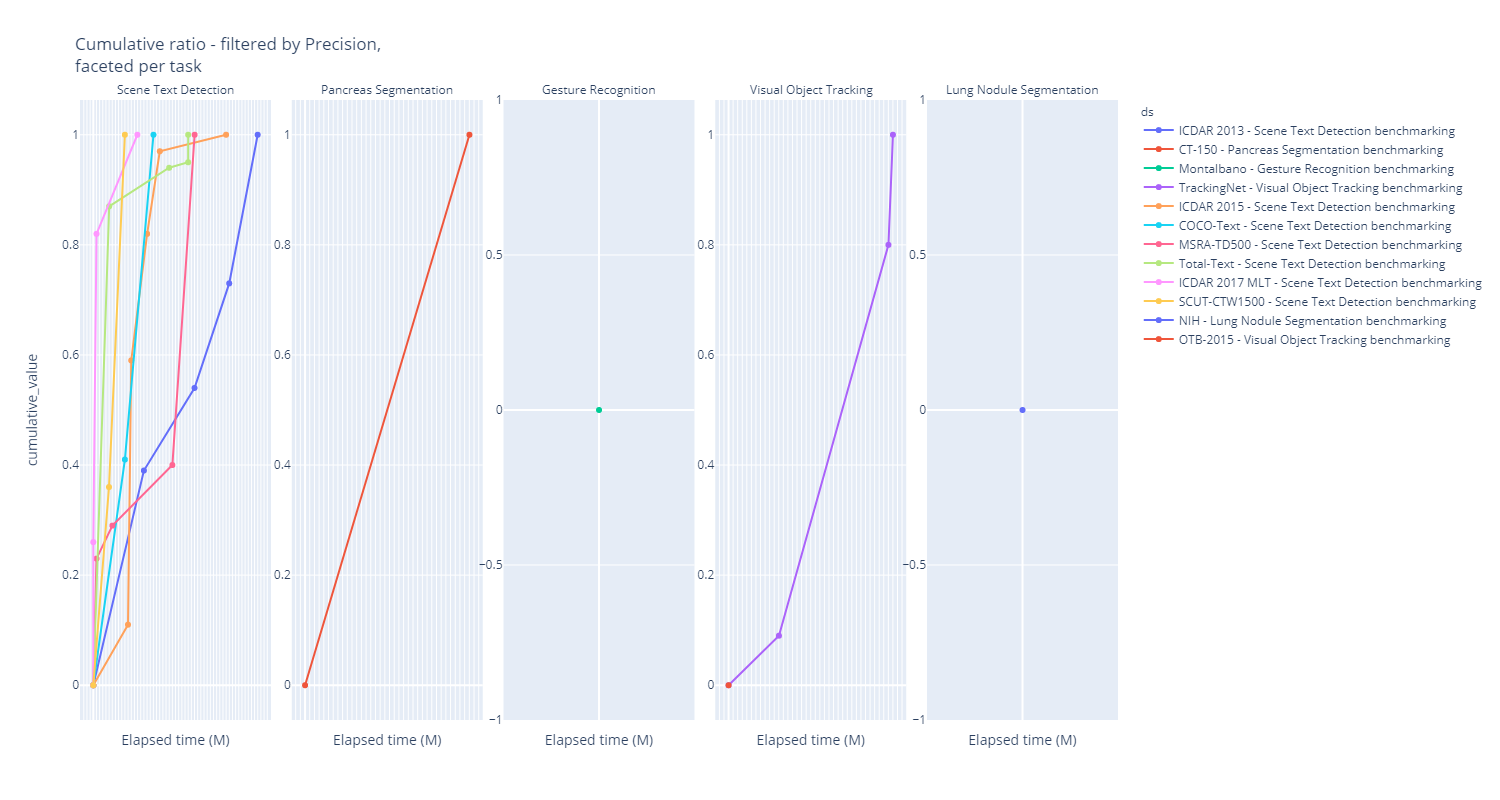 Cumulative ratio - filtered by Precision,
faceted per task
Scene Text Detection
Pancreas Segmentation
Gesture Recognition
Visual Object Tracking
Lung Nodule Segmentation
cumulative_value
1
0.8
0.6
0.4
0.2
0
Elapsed time (M)
1
0.8
0.6
0.4
0.2
0
Elapsed time (M)
1
0.5
0
−0.5
−1
Elapsed time (M)
1
0.8
0.6
0.4
0.2
0
Elapsed time (M)
1
0.5
0
−0.5
−1
Elapsed time (M)
ds
ICDAR 2013 - Scene Text Detection benchmarking
CT-150 - Pancreas Segmentation benchmarking
Montalbano - Gesture Recognition benchmarking
TrackingNet - Visual Object Tracking benchmarking
ICDAR 2015 - Scene Text Detection benchmarking
COCO-Text - Scene Text Detection benchmarking
MSRA-TD500 - Scene Text Detection benchmarking
Total-Text - Scene Text Detection benchmarking
ICDAR 2017 MLT - Scene Text Detection benchmarking
SCUT-CTW1500 - Scene Text Detection benchmarking
NIH - Lung Nodule Segmentation benchmarking
OTB-2015 - Visual Object Tracking benchmarking